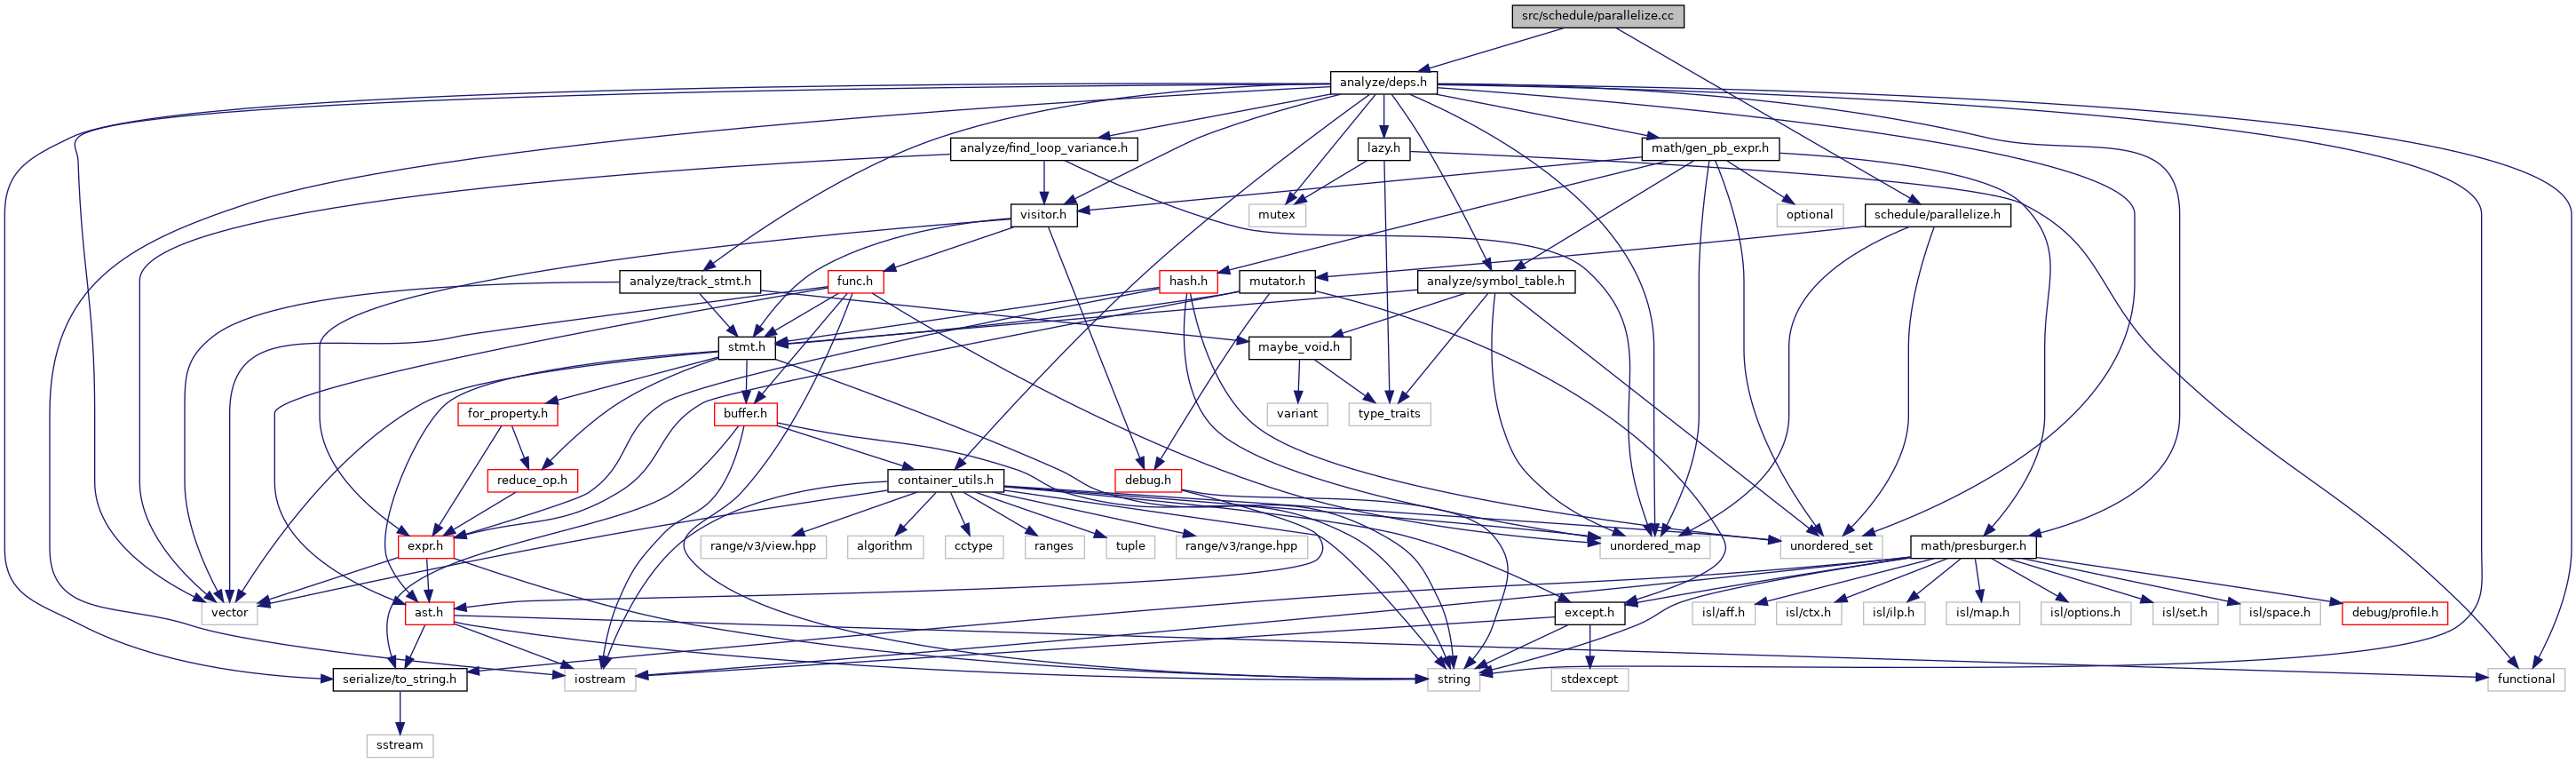 src/schedule/parallelize.cc
analyze/deps.h
analyze/find_loop_variance.h
lazy.h
math/gen_pb_expr.h
visitor.h
mutex
optional
schedule/parallelize.h
analyze/track_stmt.h
func.h
hash.h
mutator.h
analyze/symbol_table.h
stmt.h
maybe_void.h
for_property.h
buffer.h
variant
type_traits
reduce_op.h
container_utils.h
debug.h
expr.h
range/v3/view.hpp
algorithm
cctype
ranges
tuple
range/v3/range.hpp
unordered_map
unordered_set
math/presburger.h
vector
ast.h
except.h
isl/aff.h
isl/ctx.h
isl/ilp.h
isl/map.h
isl/options.h
isl/set.h
isl/space.h
debug/profile.h
serialize/to_string.h
iostream
string
stdexcept
functional
sstream